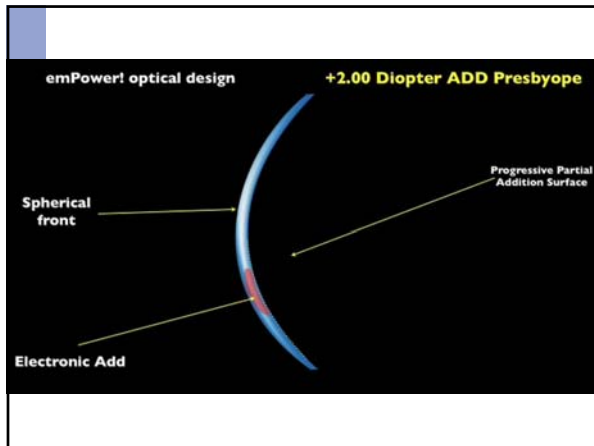 emPower! optical design
+2.00 Diopter ADD Presbyope
Progressive Partial
Addition Surface
Spherical
front
Electronic Add